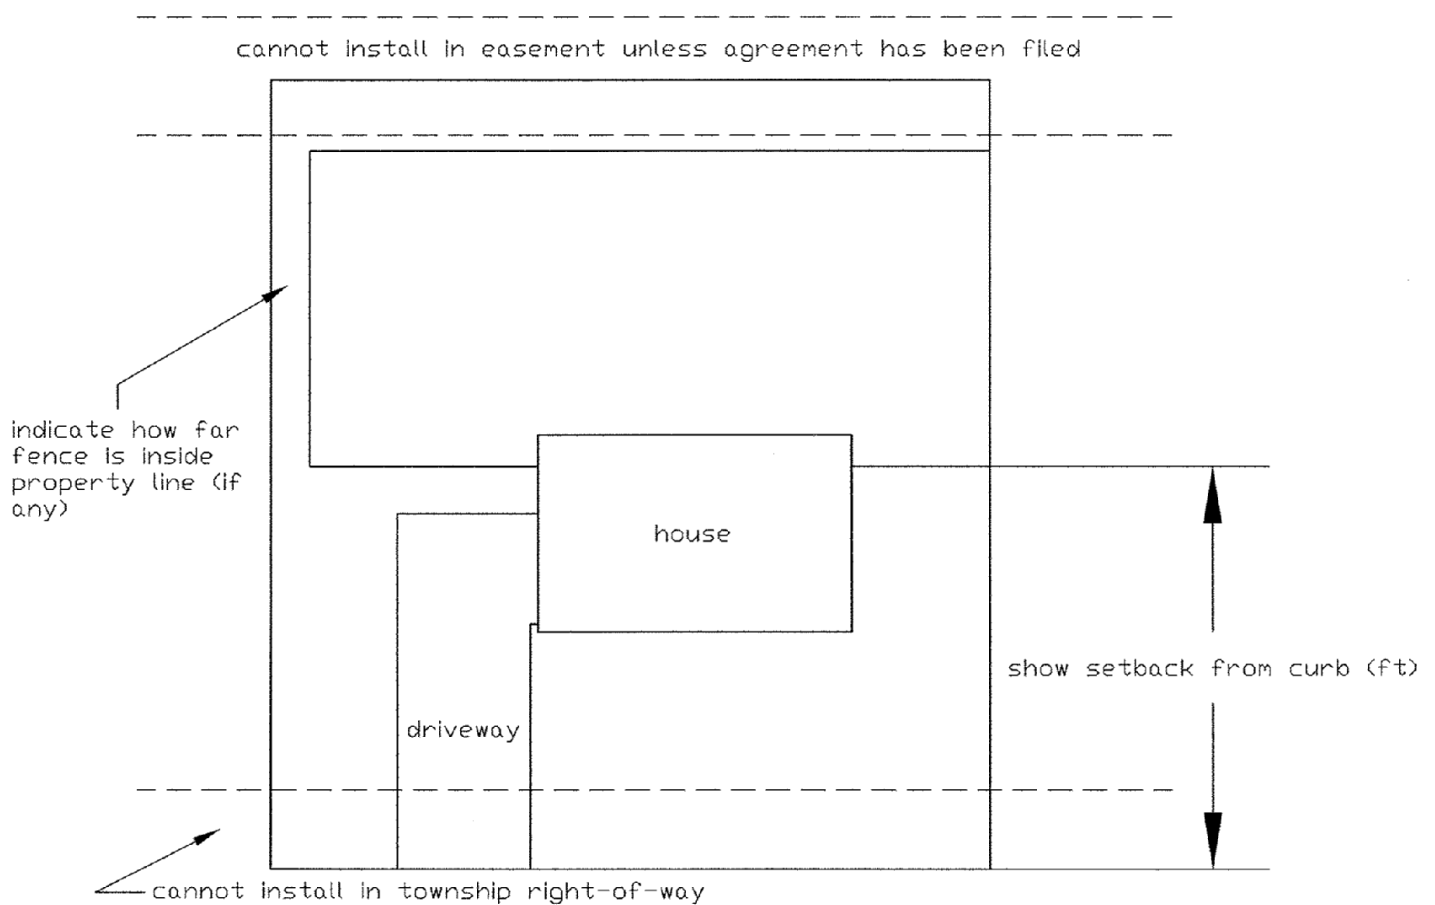 cannot install in easement unless agreement has been filed
indicate how far
fence is inside
property line (if
any)
house
show setback from curb (ft)
driveway
cannot install in township right-of-way